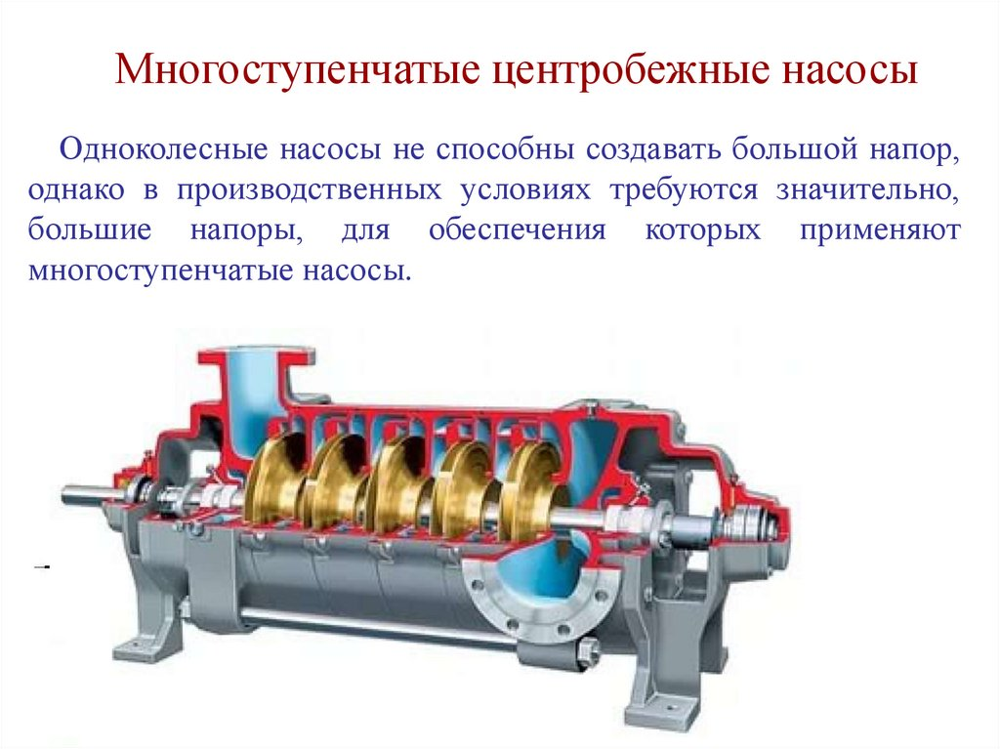 Многоступенчатые центробежные насосы
Одноколесные насосы не способны создавать большой напор,
однако в производственных условиях требуются значительно,
большие напоры, для обеспечения которых применяют
многоступенчатые насосы.